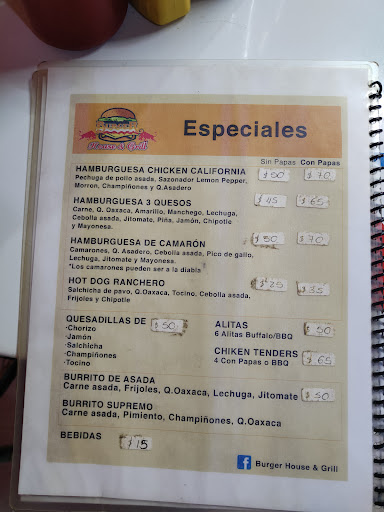 House & Grill
Especiales
Sin Papas Con Papas
HAMBURGUESA CHICKEN CALIFORNIA $50 $70
Pechuga de pollo asada, Sazonador Lemon Pepper,
Morron, Champiñones y Q.Asadero
HAMBURGUESA 3 QUESOS $45 $65
Carne, Q. Oaxaca, Amarillo, Manchego, Lechuga,
Cebolla asada, Jitomate, Piña, Jamón, Chipotle
y Mayonesa.
HAMBURGUESA DE CAMARÓN $50 $70
Camarones, Q. Asadero, Cebolla asada, Pico de gallo,
Lechuga, Jitomate y Mayonesa.
*Los camarones pueden ser a la diabla
HOT DOG RANCHERO $25 $35
Salchicha de pavo, Q.Oaxaca, Tocino, Cebolla asada,
Frijoles y Chipotle
QUESADILLAS DE $50
·Chorizo
·Jamón
·Salchicha
·Champiñones
·Tocino
ALITAS $50
6 Alitas Buffalo/BBQ
CHIKEN TENDERS $65
4 Con Papas o BBQ
BURRITO DE ASADA
Carne asada, Frijoles, Q.Oaxaca, Lechuga, Jitomate $50
BURRITO SUPREMO
Carne asada, Pimiento, Champiñones, Q.Oaxaca
BEBIDAS $15
f Burger House & Grill